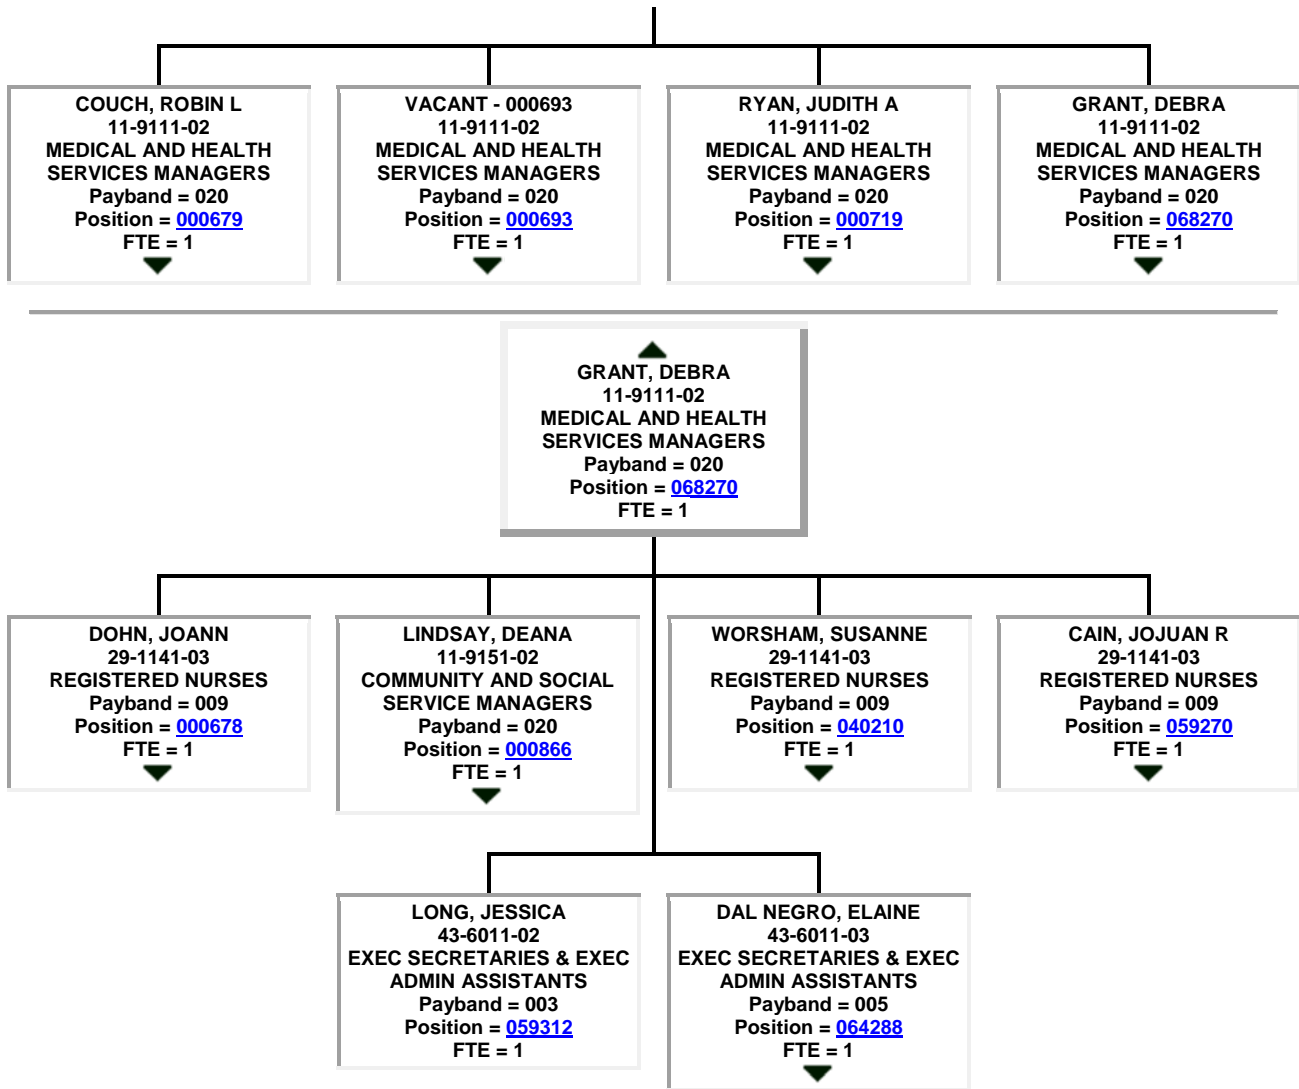 COUCH, ROBIN L
11-9111-02
MEDICAL AND HEALTH
SERVICES MANAGERS
Payband = 020
Position = 000679
FTE = 1
VACANT - 000693
11-9111-02
MEDICAL AND HEALTH
SERVICES MANAGERS
Payband = 020
Position = 000693
FTE = 1
RYAN, JUDITH A
11-9111-02
MEDICAL AND HEALTH
SERVICES MANAGERS
Payband = 020
Position = 000719
FTE = 1
GRANT, DEBRA
11-9111-02
MEDICAL AND HEALTH
SERVICES MANAGERS
Payband = 020
Position = 068270
FTE = 1
GRANT, DEBRA
11-9111-02
MEDICAL AND HEALTH
SERVICES MANAGERS
Payband = 020
Position = 068270
FTE = 1
DOHN, JOANN
29-1141-03
REGISTERED NURSES
Payband = 009
Position = 000678
FTE = 1
LINDSAY, DEANA
11-9151-02
COMMUNITY AND SOCIAL
SERVICE MANAGERS
Payband = 020
Position = 000866
FTE = 1
WORSHAM, SUSANNE
29-1141-03
REGISTERED NURSES
Payband = 009
Position = 040210
FTE = 1
CAIN, JOJUAN R
29-1141-03
REGISTERED NURSES
Payband = 009
Position = 059270
FTE = 1
LONG, JESSICA
43-6011-02
EXEC SECRETARIES & EXEC
ADMIN ASSISTANTS
Payband = 003
Position = 059312
FTE = 1
DAL NEGRO, ELAINE
43-6011-03
EXEC SECRETARIES & EXEC
ADMIN ASSISTANTS
Payband = 005
Position = 064288
FTE = 1